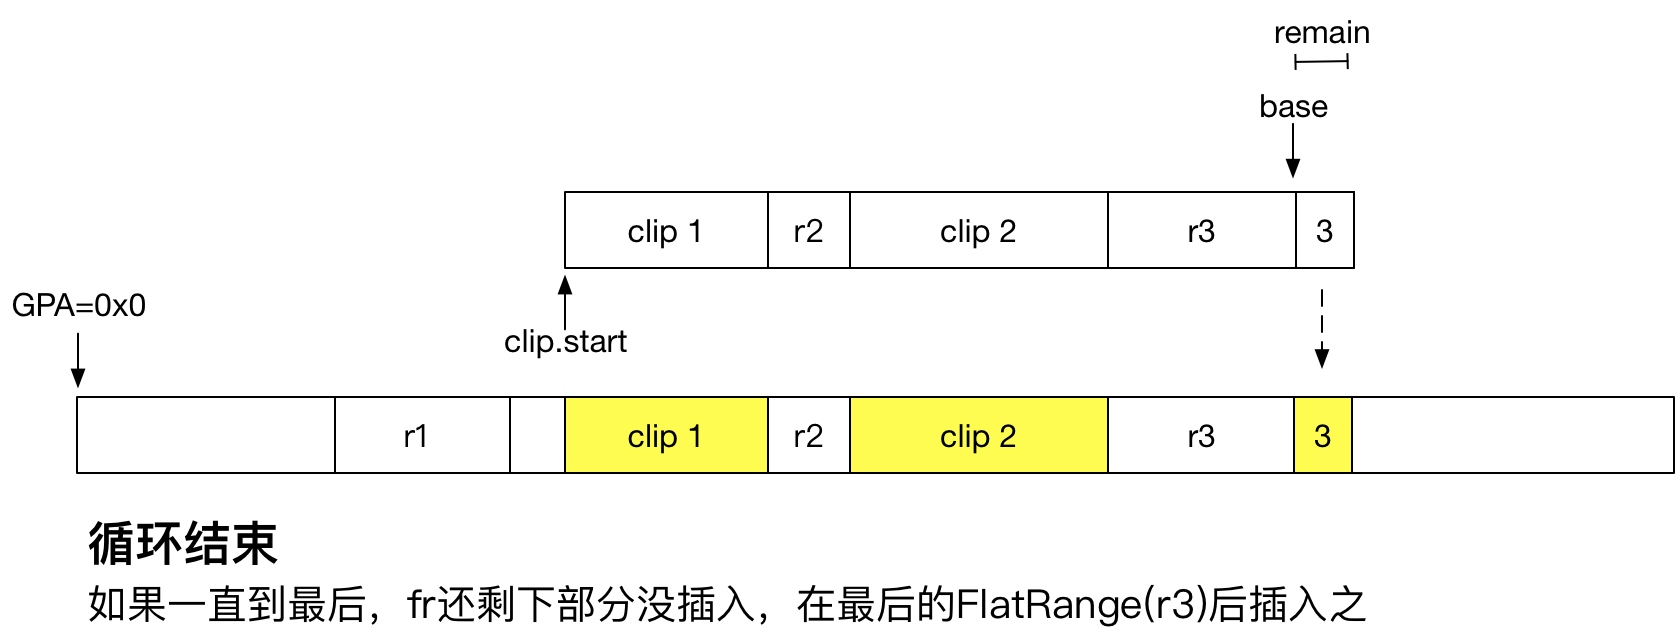 remain
base
clip 1 r2 clip 2 r3 3
GPA=0x0
clip.start
r1 clip 1 r2 clip 2 r3 3
循环结束
如果一直到最后，fr还剩下部分没插入，在最后的FlatRange(r3)后插入之